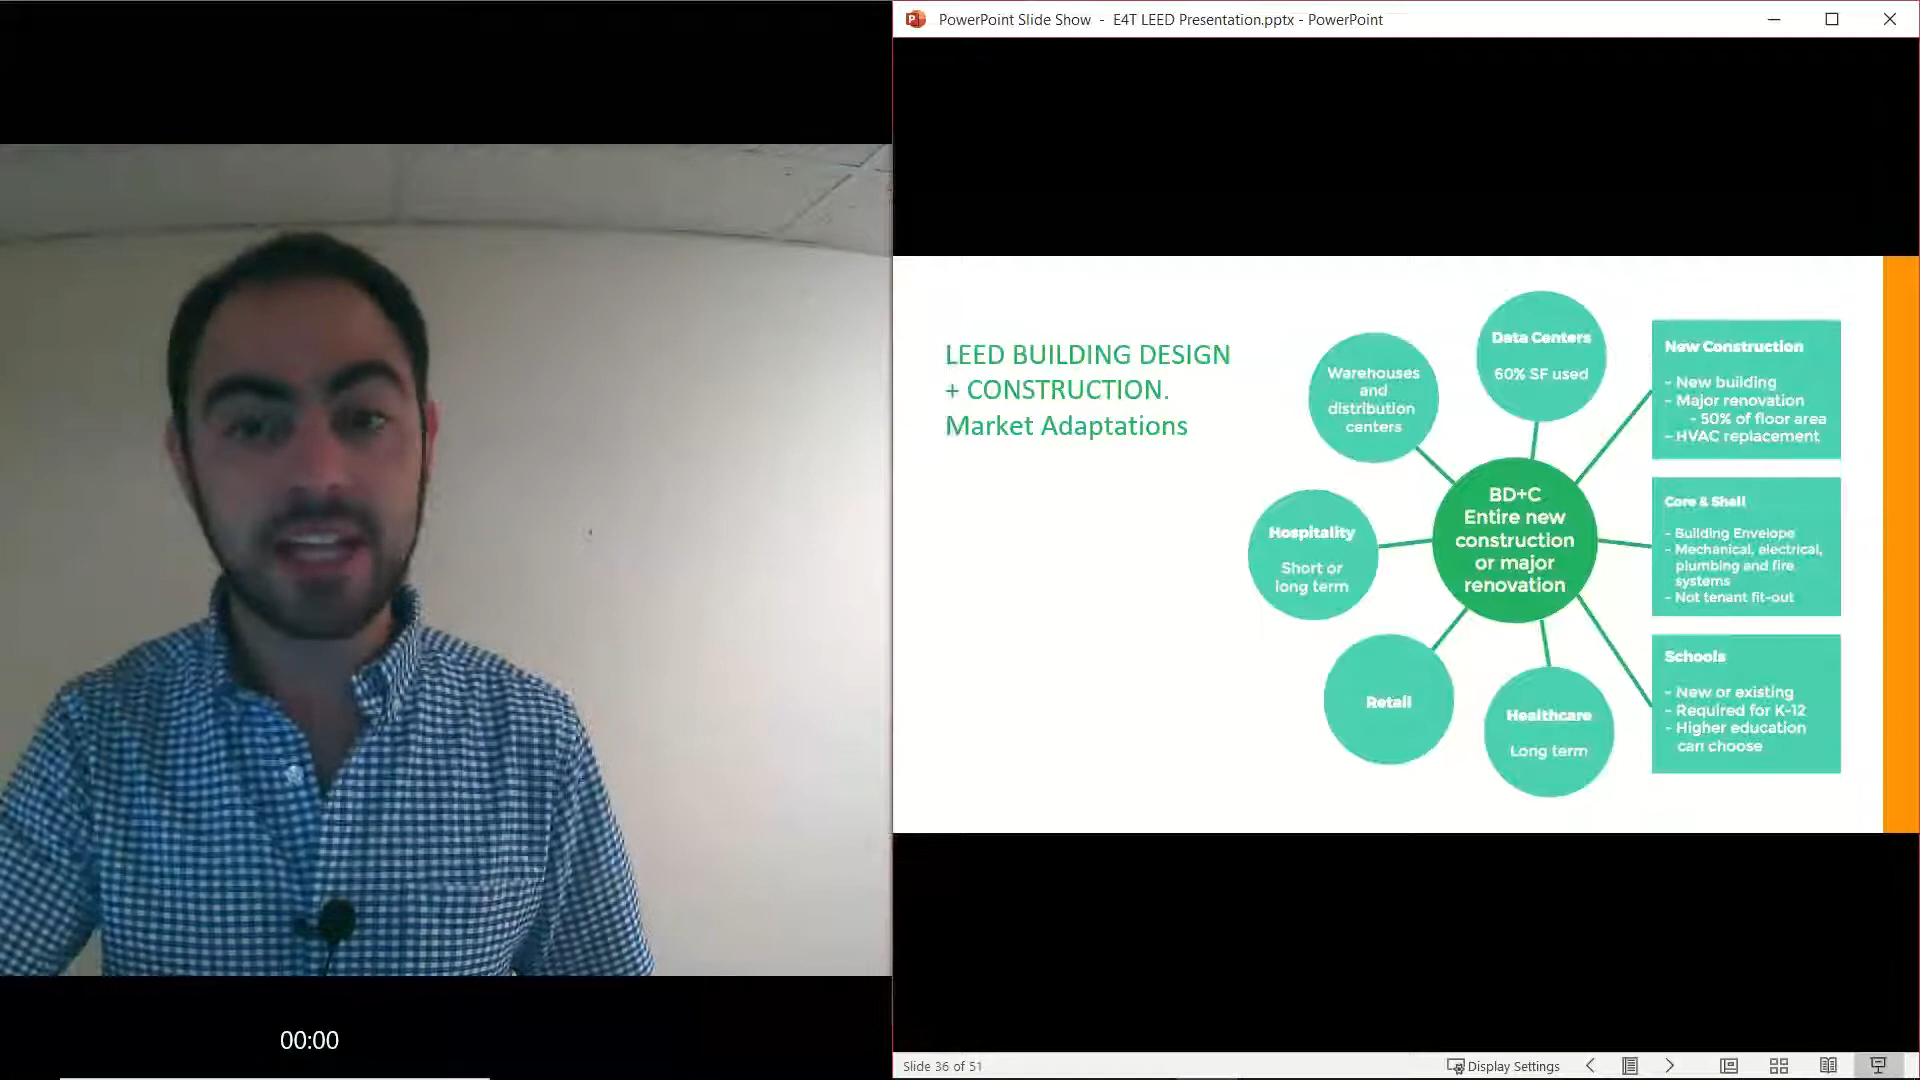 PowerPoint Slide Show - E4T LEED Presentation.pptx - PowerPoint
LEED BUILDING DESIGN
+ CONSTRUCTION.
Market Adaptations
Warehouses
and
distribution
centers
Data Centers
60% SF used
New Construction
- New building
- Major renovation
- 50% of floor area
- HVAC replacement
BD+C
Entire new
construction
or major
renovation
Hospitality
Short or
long term
Core & Shell
- Building Envelope
- Mechanical, electrical,
plumbing and fire
systems
- Not tenant fit-out
Retail
Healthcare
Long term
Schools
- New or existing
- Required for K-12
- Higher education
can choose
00:00
Slide 36 of 51
Display Settings